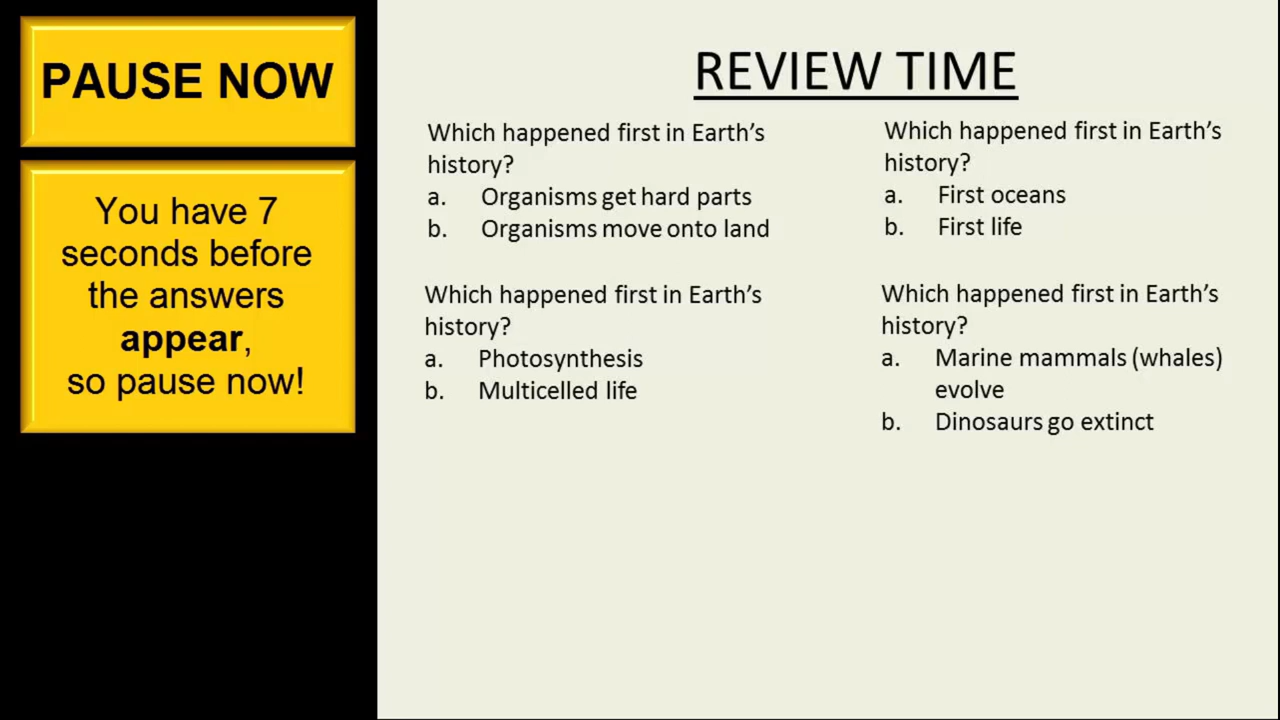 PAUSE NOW
You have 7
seconds before
the answers
appear,
so pause now!
REVIEW TIME
Which happened first in Earth's
history?
a. Organisms get hard parts
b. Organisms move onto land
Which happened first in Earth's
history?
a. First oceans
b. First life
Which happened first in Earth's
history?
a. Photosynthesis
b. Multicelled life
Which happened first in Earth's
history?
a. Marine mammals (whales)
evolve
b. Dinosaurs go extinct